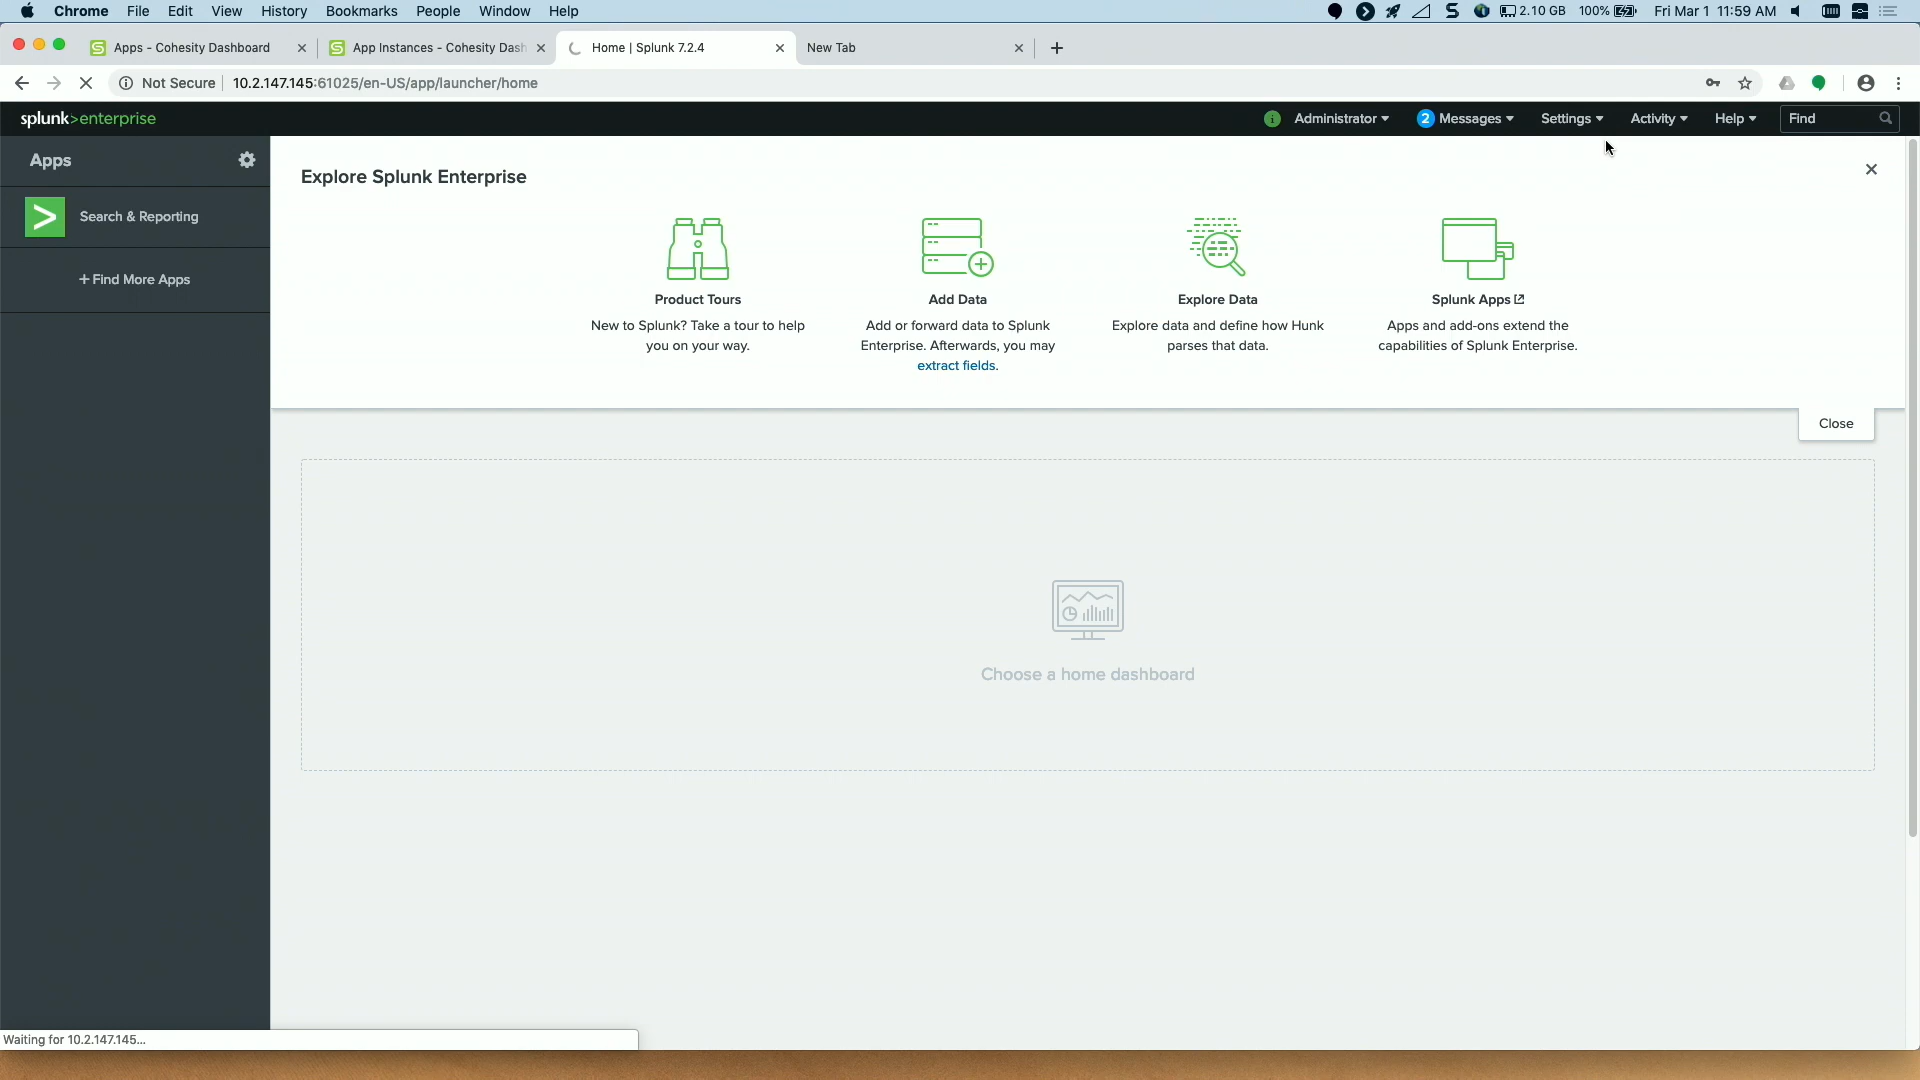 Chrome File Edit View History Bookmarks People Window Help 2.10 GB 100% Fri Mar 1 11:59 AM
Apps - Cohesity Dashboard App Instances - Cohesity Dash Home | Splunk 7.2.4 New Tab
Not Secure 10.2.147.145:61025/en-US/app/launcher/home
splunk>enterprise i Administrator 2 Messages Settings Activity Help Find
Apps
Explore Splunk Enterprise
Search & Reporting
+ Find More Apps
Product Tours
New to Splunk? Take a tour to help
you on your way.
Add Data
Add or forward data to Splunk
Enterprise. Afterwards, you may
extract fields.
Explore Data
Explore data and define how Hunk
parses that data.
Splunk Apps
Apps and add-ons extend the
capabilities of Splunk Enterprise.
Close
Choose a home dashboard
Waiting for 10.2.147.145...